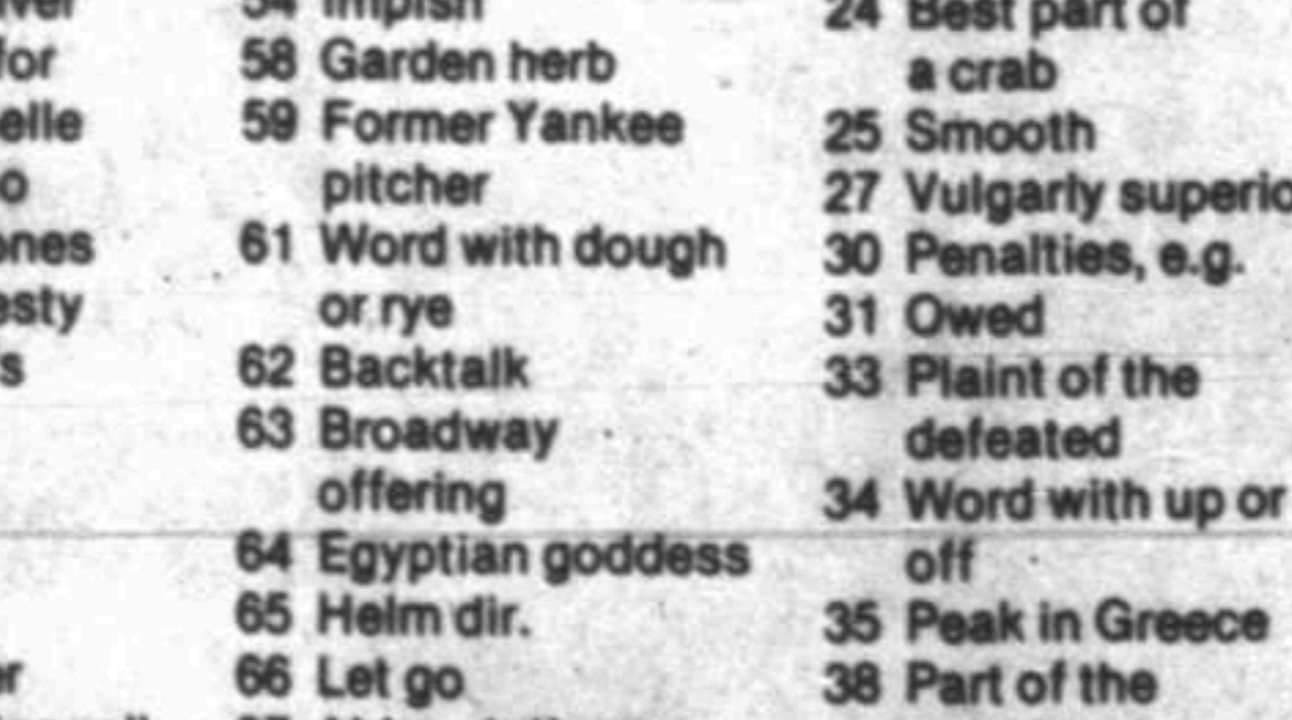 for
elle
o
ones
esty
s
er
54 Impish
58 Garden herb
59 Former Yankee
pitcher
61 Word with dough
or rye
62 Backtalk
63 Broadway
offering
64 Egyptian goddess
65 Helm dir.
66 Let go
24 Best part of
a crab
25 Smooth
27 Vulgarly superio
30 Penalties, e.g.
31 Owed
33 Plaint of the
defeated
34 Word with up or
off
35 Peak in Greece
38 Part of the